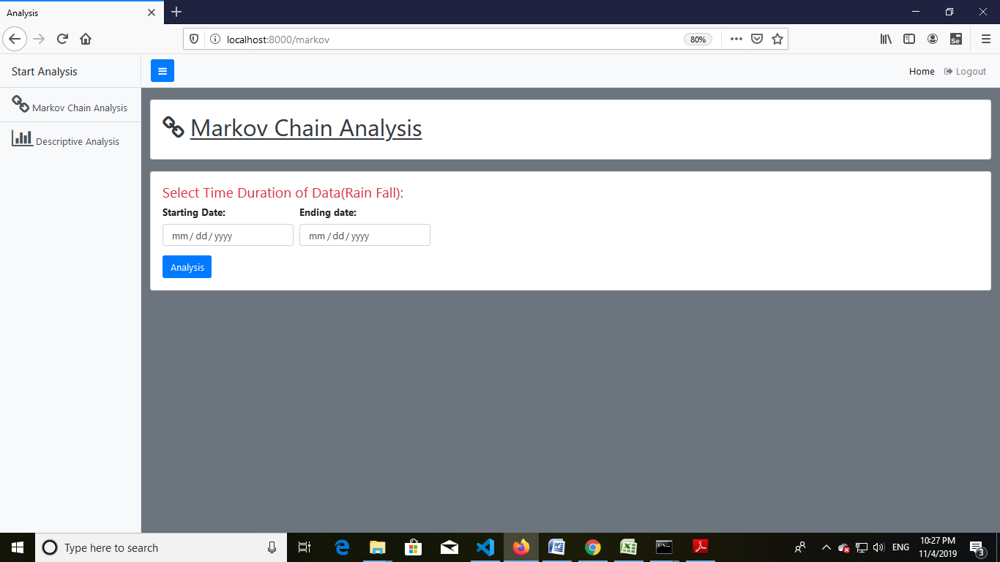 Analysis
localhost:8000/markov
80%
Se
Start Analysis
Home
Logout
Markov Chain Analysis
Descriptive Analysis
Markov Chain Analysis
Select Time Duration of Data(Rain Fall):
Starting Date:
Ending date:
mm / dd / yyyy
mm / dd / yyyy
Analysis
Type here to search
ENG
10:27 PM
11/4/2019
3